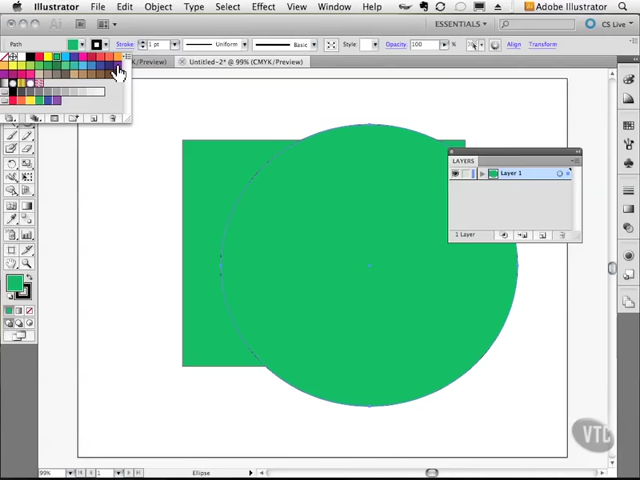 Illustrator File Edit Object Type Select Effect View Window Help Adobe Illustrator
Ai ESSENTIALS CS Live
Path Stroke 1 pt Uniform Basic Opacity 100 % Align Transform
/Preview) Untitled-2* @ 99% (CMYK/Preview)
LAYERS
Layer 1
1 Layer
VTC
99% 1 Ellipse